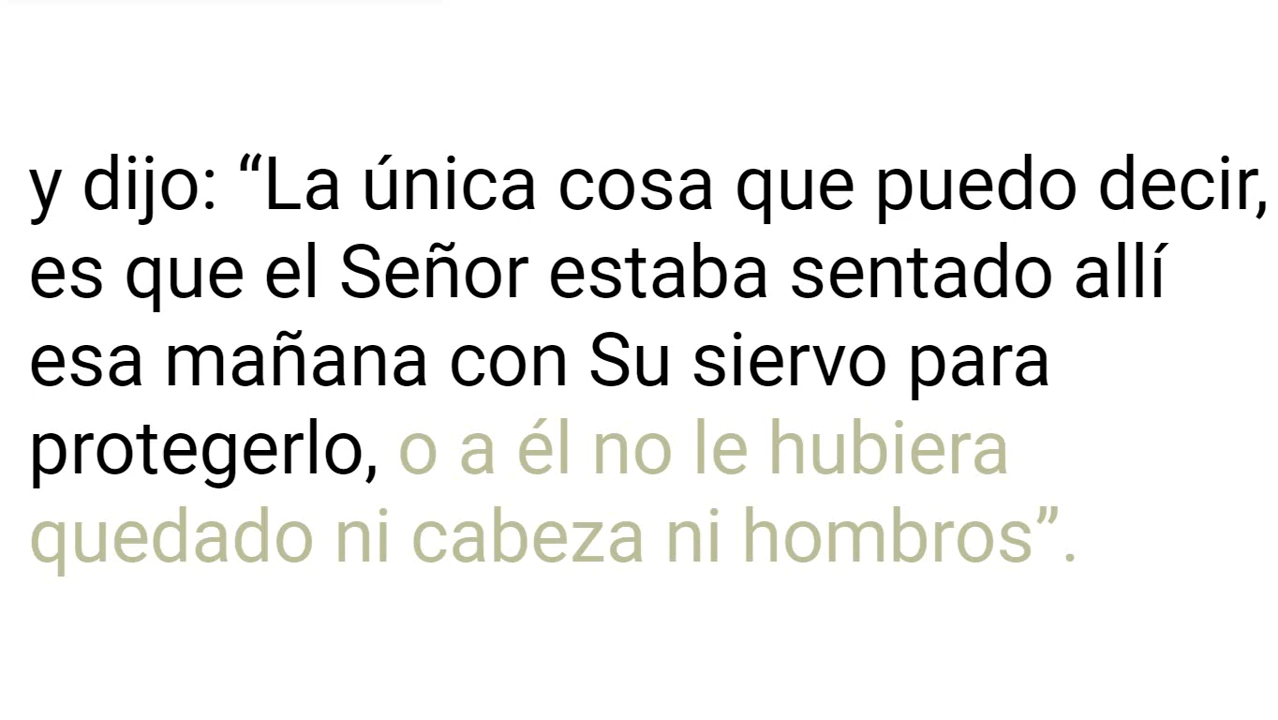 y dijo: “La única cosa que puedo decir,
es que el Señor estaba sentado allí
esa mañana con Su siervo para
protegerlo, o a él no le hubiera
quedado ni cabeza ni hombros”.